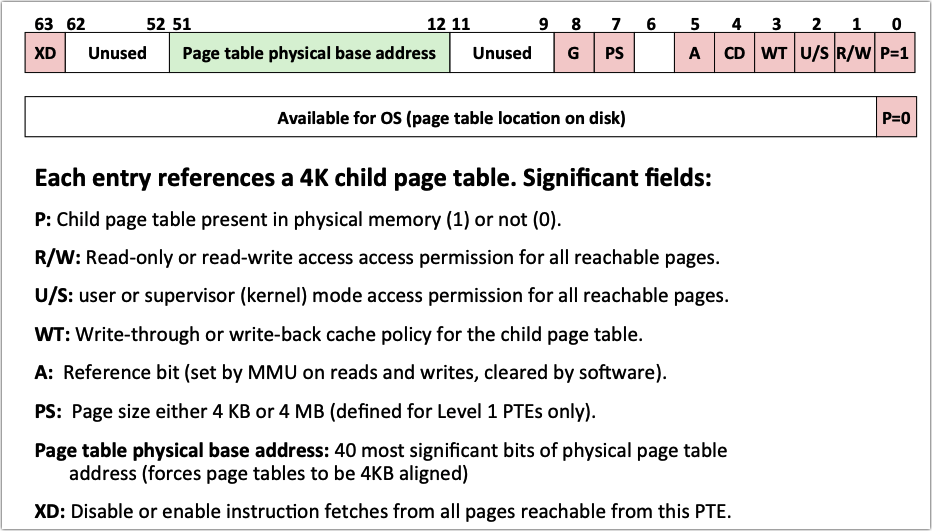 63 62 52 51 12 11 9 8 7 6 5 4 3 2 1 0
XD Unused Page table physical base address Unused G PS A CD WT U/S R/W P=1
Available for OS (page table location on disk) P=0
Each entry references a 4K child page table. Significant fields:
P: Child page table present in physical memory (1) or not (0).
R/W: Read-only or read-write access access permission for all reachable pages.
U/S: user or supervisor (kernel) mode access permission for all reachable pages.
WT: Write-through or write-back cache policy for the child page table.
A: Reference bit (set by MMU on reads and writes, cleared by software).
PS: Page size either 4 KB or 4 MB (defined for Level 1 PTEs only).
Page table physical base address: 40 most significant bits of physical page table
address (forces page tables to be 4KB aligned)
XD: Disable or enable instruction fetches from all pages reachable from this PTE.